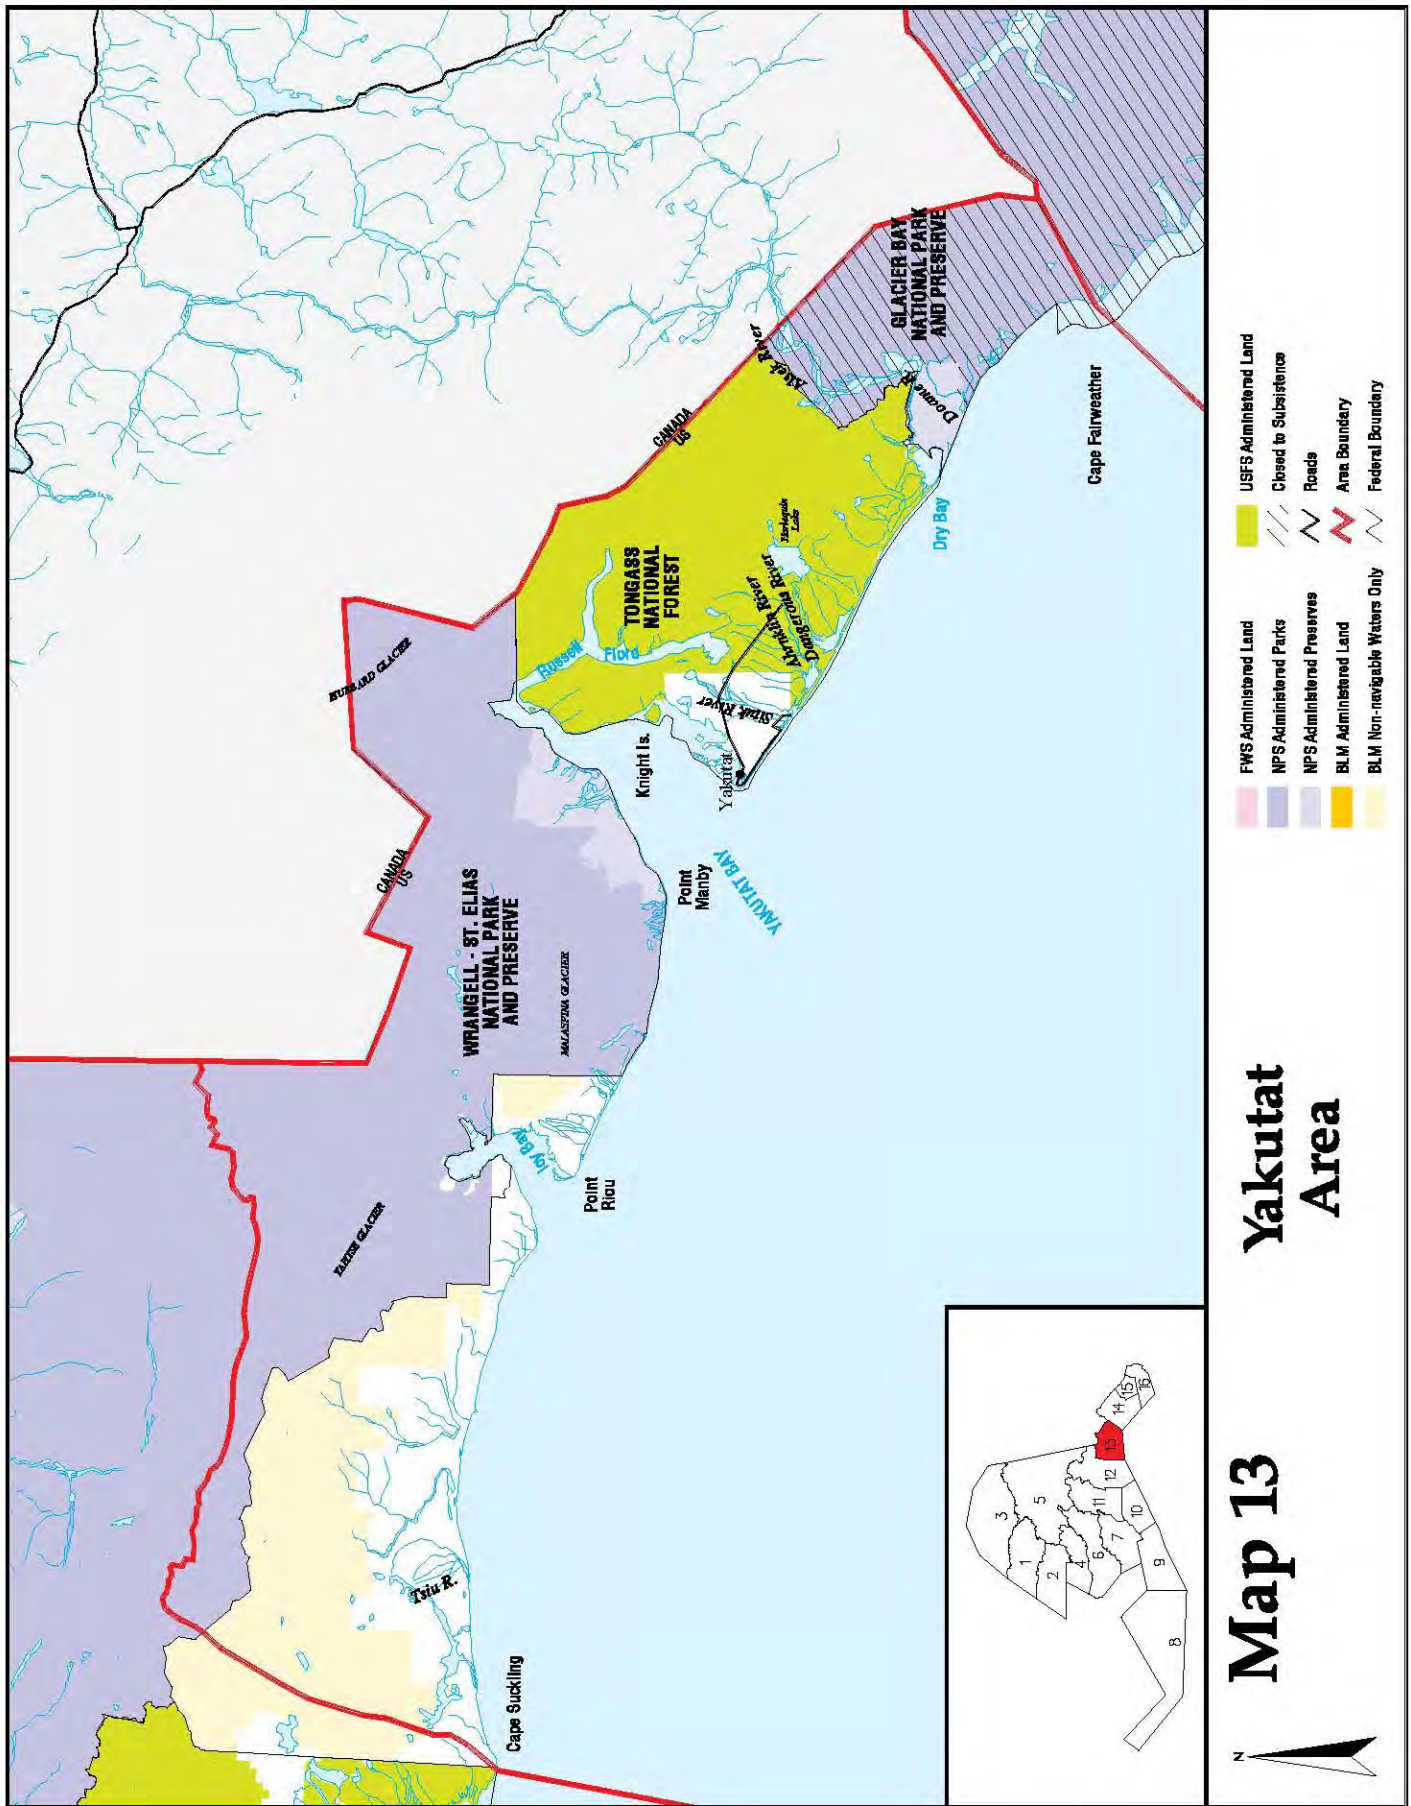 WRANGELL - ST. ELIAS
NATIONAL PARK
AND PRESERVE
CANADA
US
HUBBARD GLACIER
MALASPINA GLACIER
YAHTSE GLACIER
Icy Bay
Point
Riou
Tsiu R.
Cape Suckling
Point
Manby
YAKUTAT BAY
Knight Is.
Yakutat
Russell
Fiord
TONGASS
NATIONAL
FOREST
Situk River
Ahrnklin River
Dangerous River
Harlequin
Lake
CANADA
US
Alsek River
GLACIER BAY
NATIONAL PARK
AND PRESERVE
Doame R.
Dry Bay
Cape Fairweather
1
2
3
4
5
6
7
8
9
10
11
12
13
14
15
16
N
Map 13
Yakutat
Area
FWS Administered Land
NPS Administered Parks
NPS Administered Preserves
BLM Administered Land
BLM Non-navigable Waters Only
USFS Administered Land
Closed to Subsistence
Roads
Area Boundary
Federal Boundary